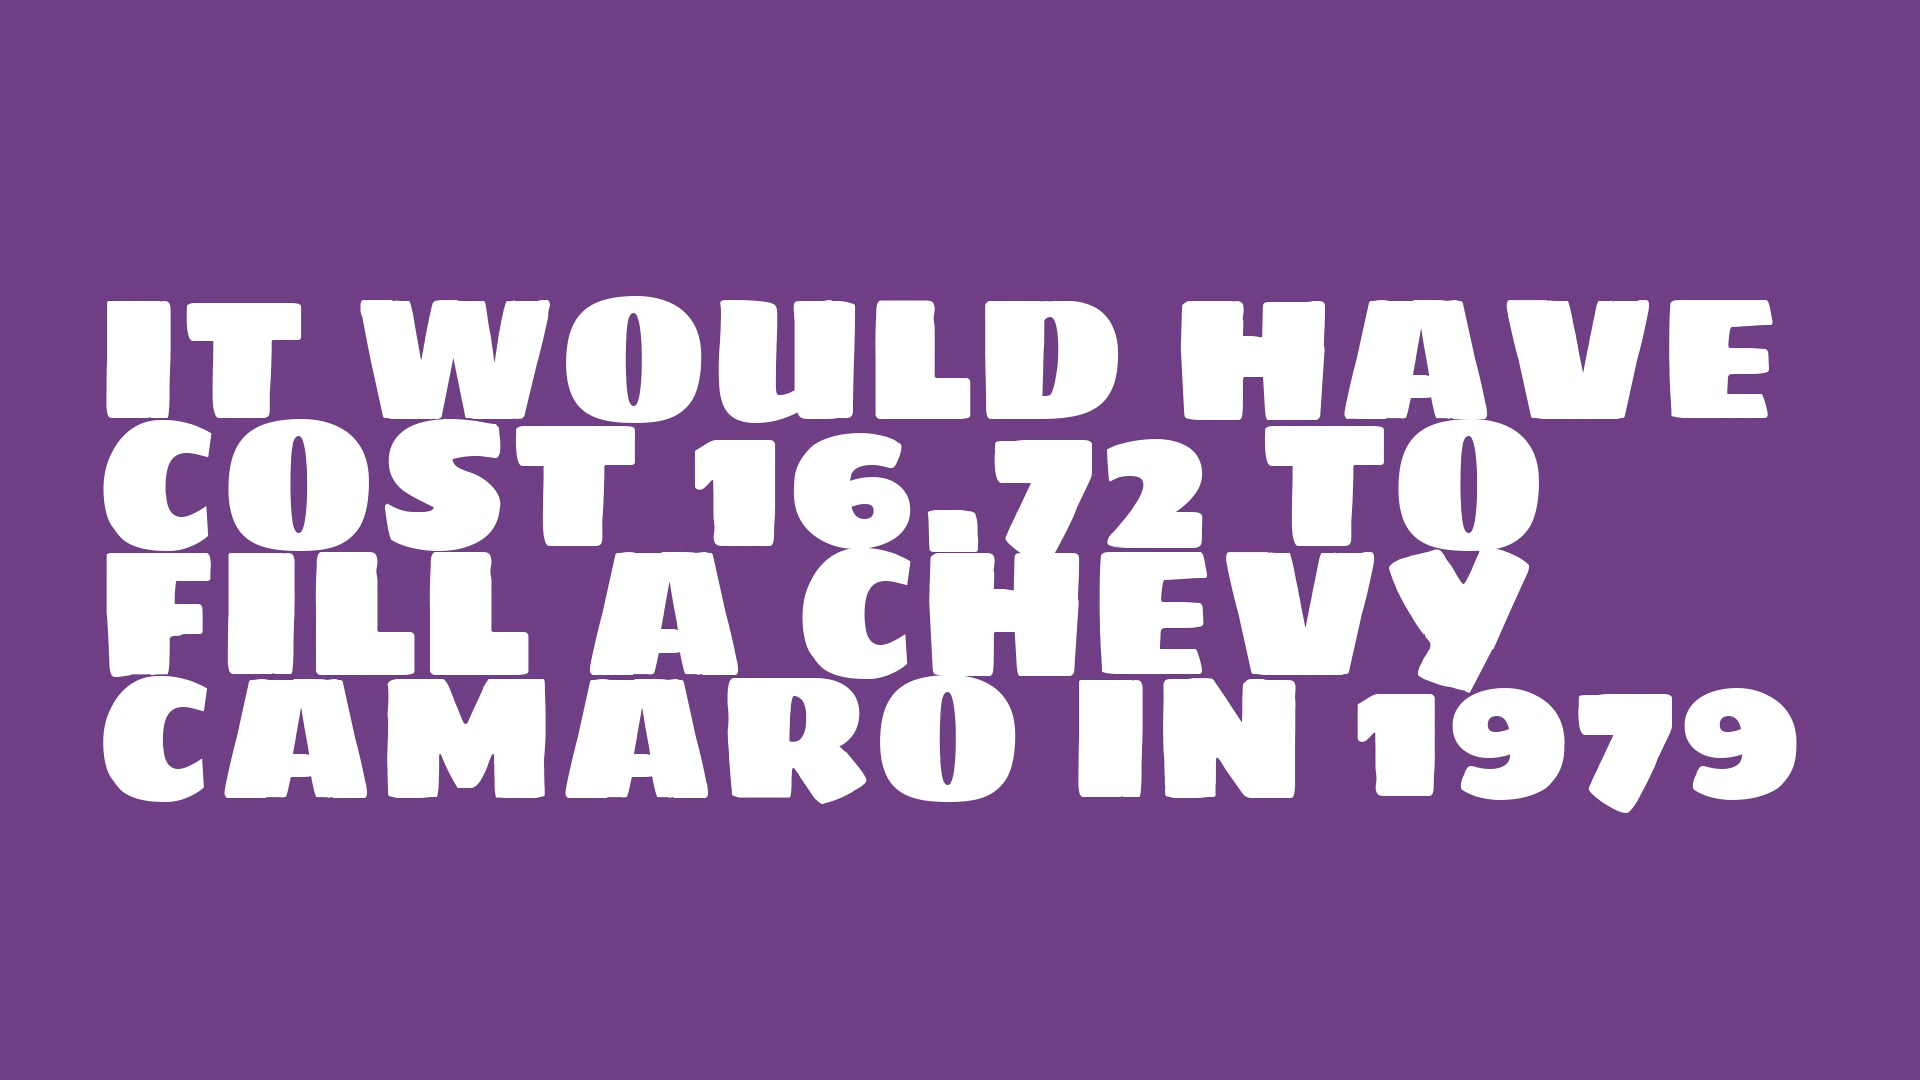 IT WOULD HAVE
COST 16.72 TO
FILL A CHEVY
CAMARO IN 1979